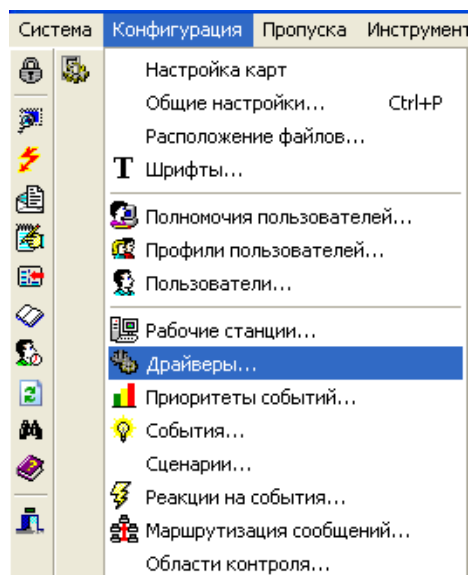 Система Конфигурация Пропуска Инструмент
Настройка карт
Общие настройки... Ctrl+P
Расположение файлов...
T Шрифты...
Полномочия пользователей...
Профили пользователей...
Пользователи...
Рабочие станции...
Драйверы...
Приоритеты событий...
События...
Сценарии...
Реакции на события...
Маршрутизация сообщений...
Области контроля...